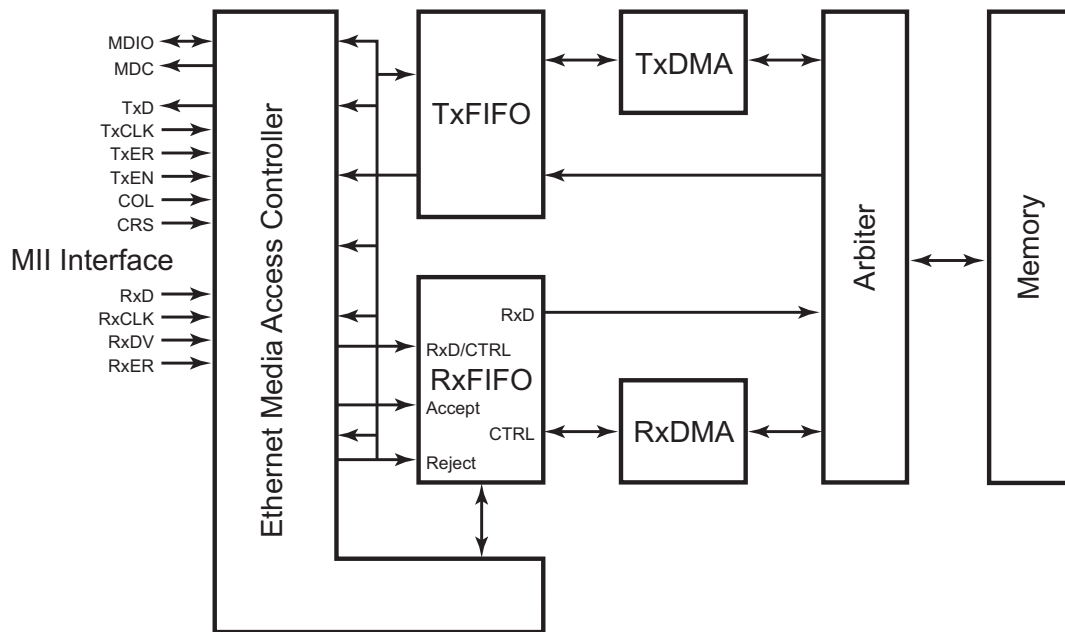 MDIO
MDC
TxD
TxCLK
TxER
TxEN
COL
CRS
MII Interface
RxD
RxCLK
RxDV
RxER
Ethernet Media Access Controller
TxFIFO
TxDMA
RxD
RxD/CTRL
RxFIFO
Accept
CTRL
Reject
RxDMA
Arbiter
Memory